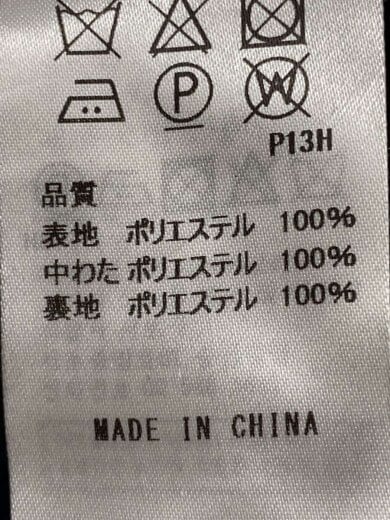 P
W
P13H
品質
表地 ポリエステル 100%
中わた ポリエステル 100%
裏地 ポリエステル 100%
MADE IN CHINA